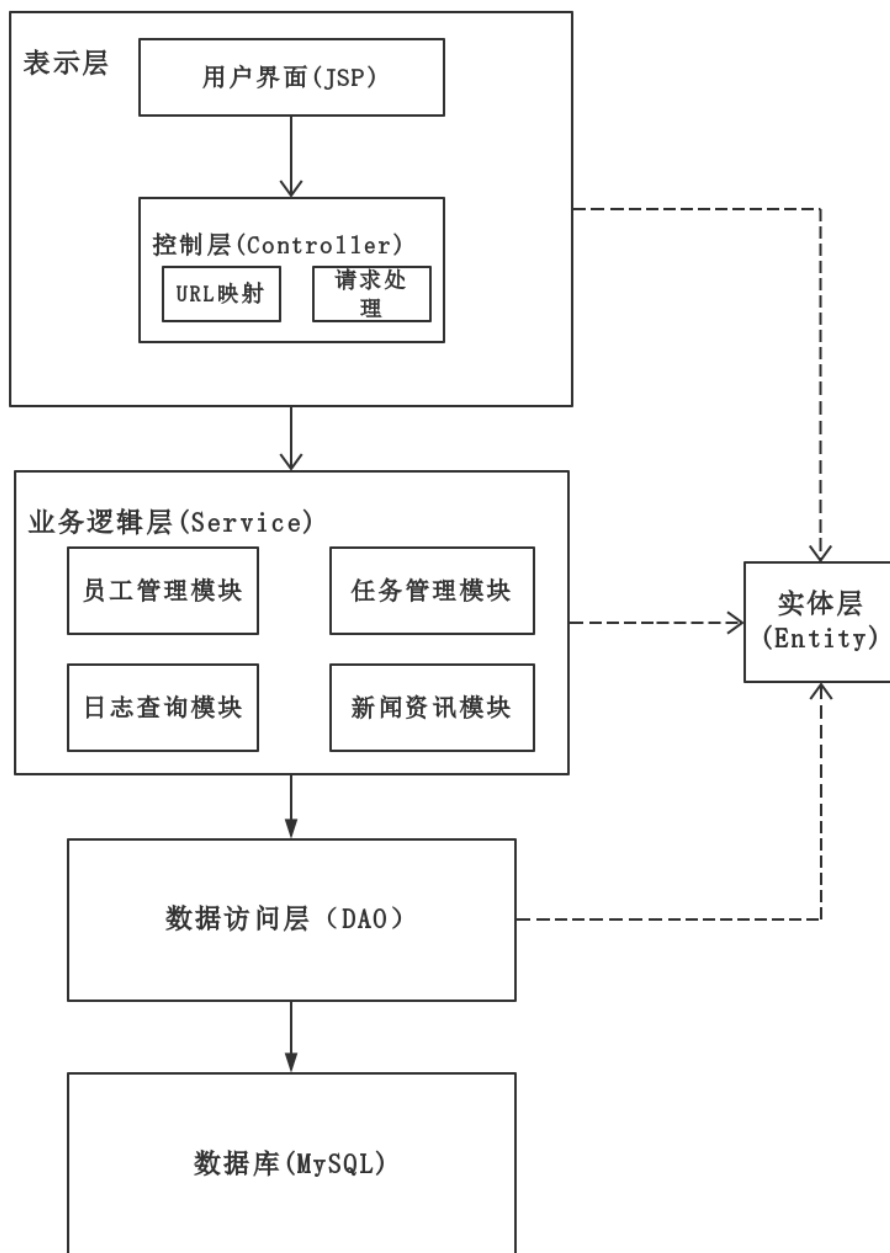 表示层
用户界面(JSP)
控制层(Controller)
URL映射
请求处
理
业务逻辑层(Service)
员工管理模块
任务管理模块
日志查询模块
新闻资讯模块
实体层
(Entity)
数据访问层（DAO）
数据库(MySQL)